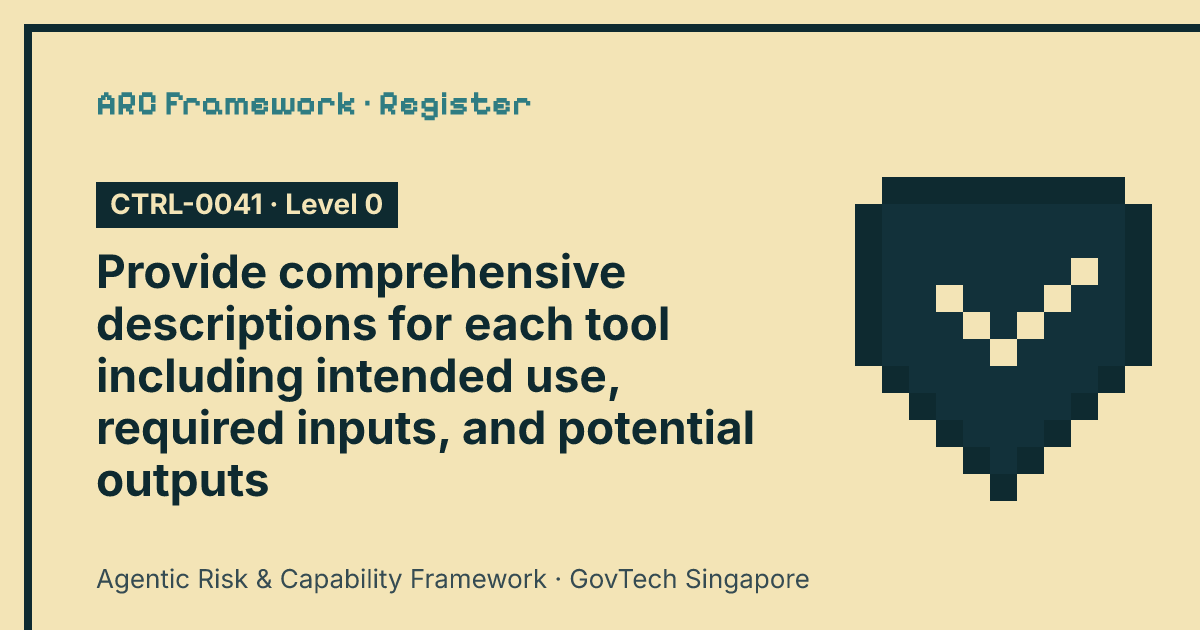 ARC Framework · Register
CTRL-0041 · Level 0
Provide comprehensive
descriptions for each tool
including intended use,
required inputs, and potential
outputs
Agentic Risk & Capability Framework · GovTech Singapore